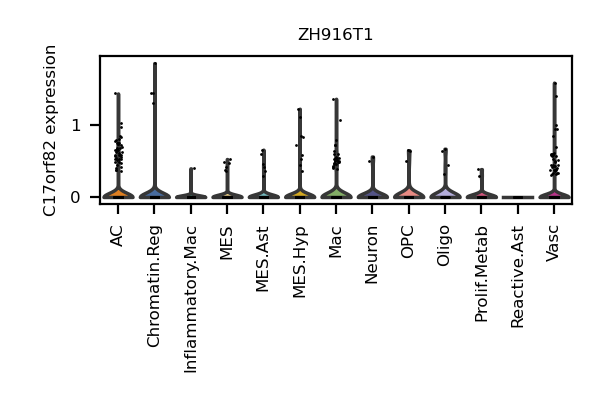 ZH916T1
C17orf82 expression
1
0
AC
Chromatin.Reg
Inflammatory.Mac
MES
MES.Ast
MES.Hyp
Mac
Neuron
OPC
Oligo
Prolif.Metab
Reactive.Ast
Vasc